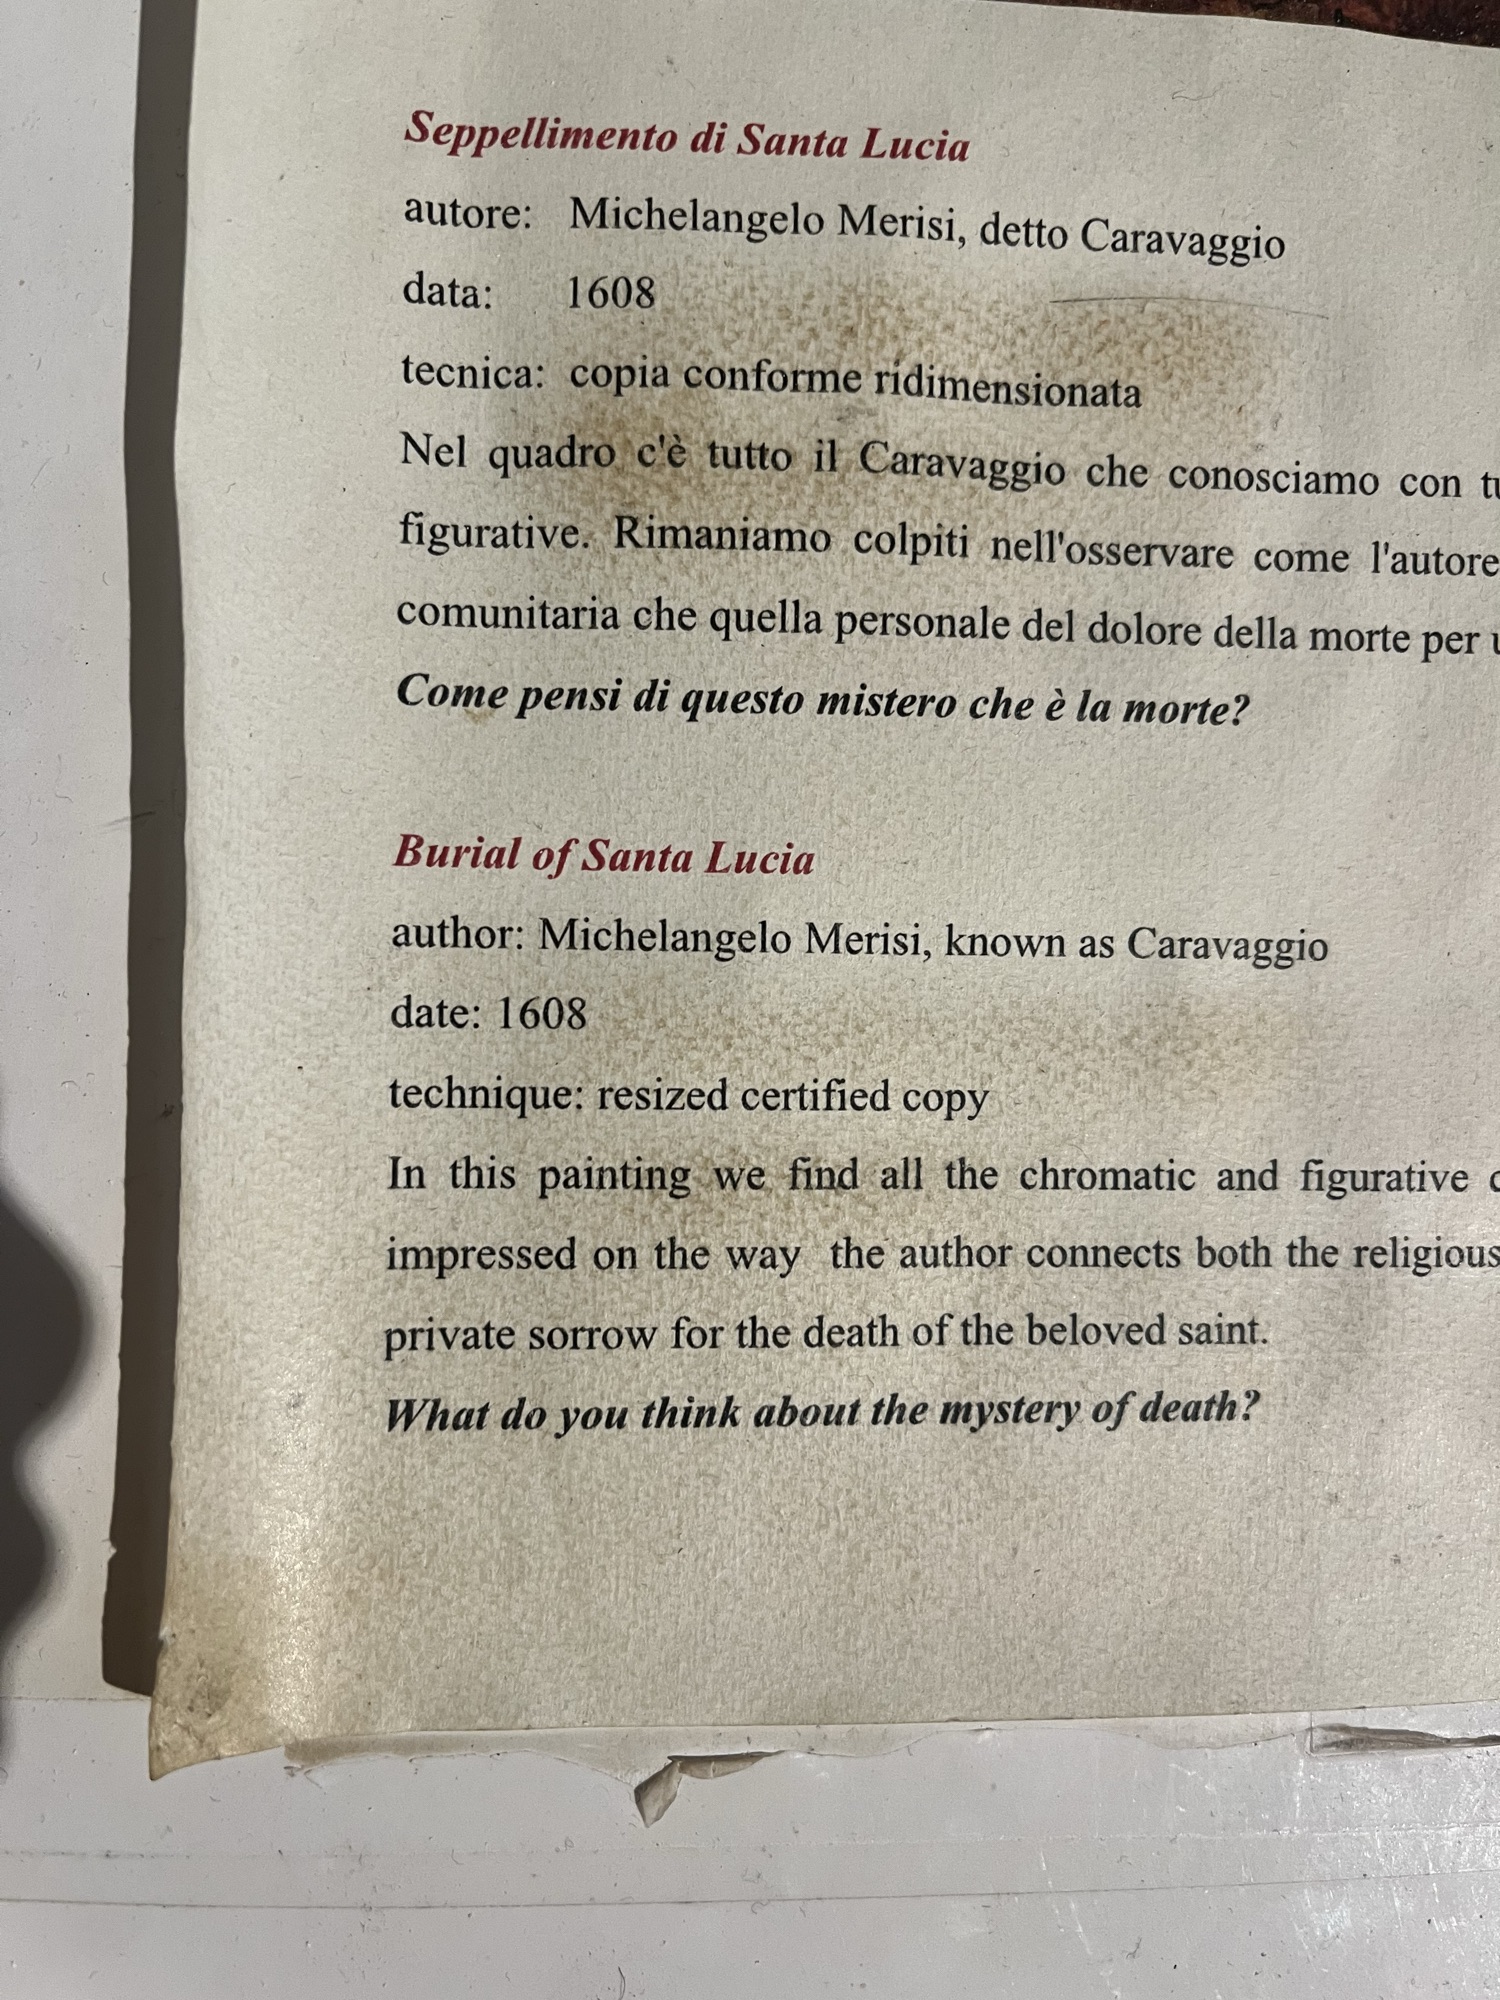 Seppellimento di Santa Lucia
autore: Michelangelo Merisi, detto Caravaggio
data: 1608
tecnica: copia conforme ridimensionata
Nel quadro c'è tutto il Caravaggio che conosciamo con
figurative. Rimaniamo colpiti nell'osservare come l'autore
comunitaria che quella personale del dolore della morte per
Come pensi di questo mistero che è la morte?
Burial of Santa Lucia
author: Michelangelo Merisi, known as Caravaggio
date: 1608
technique: resized certified copy
In this painting we find all the chromatic and figurative
impressed on the way the author connects both the religious
private sorrow for the death of the beloved saint.
What do you think about the mystery of death?